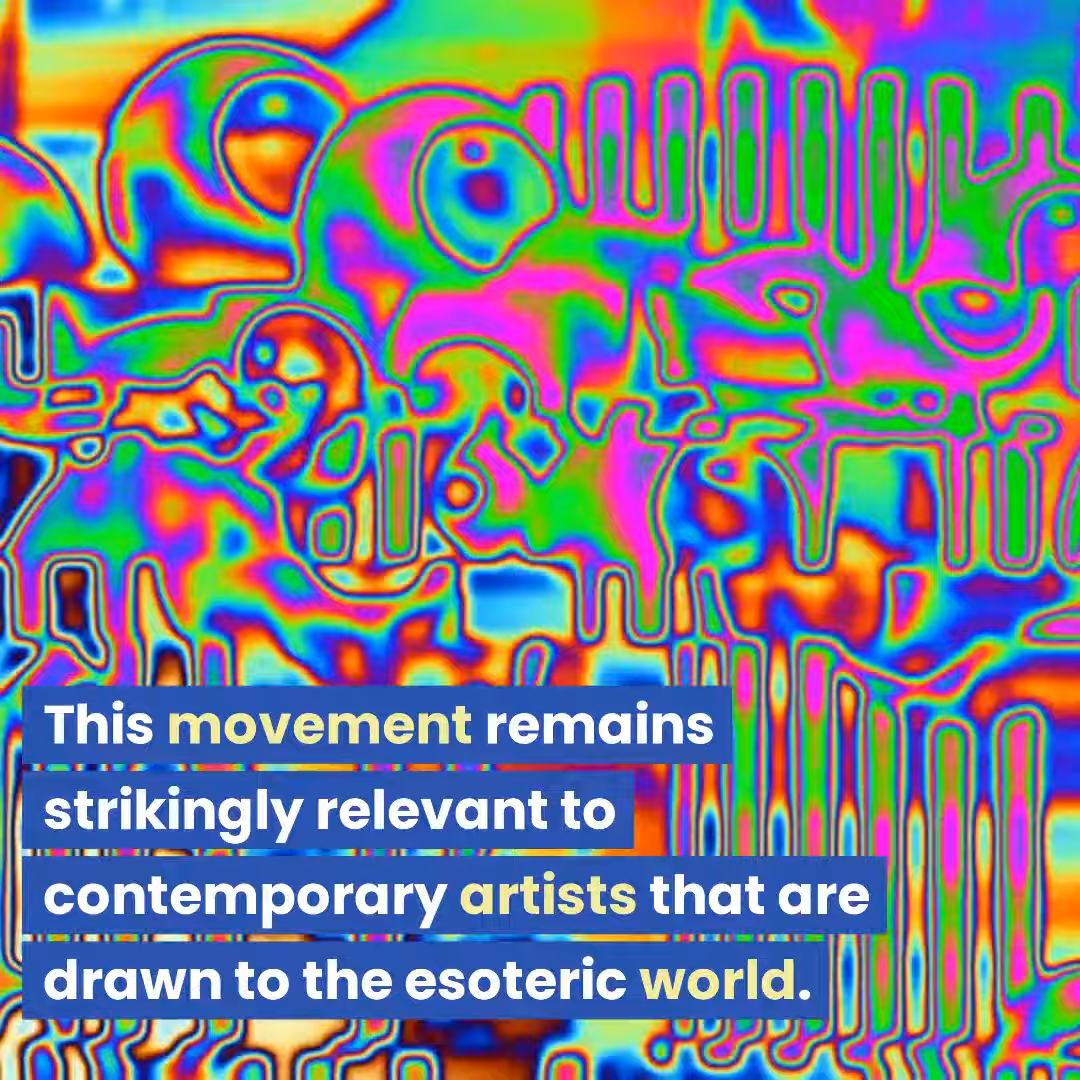 This movement remains
strikingly relevant to
contemporary artists that are
drawn to the esoteric world.